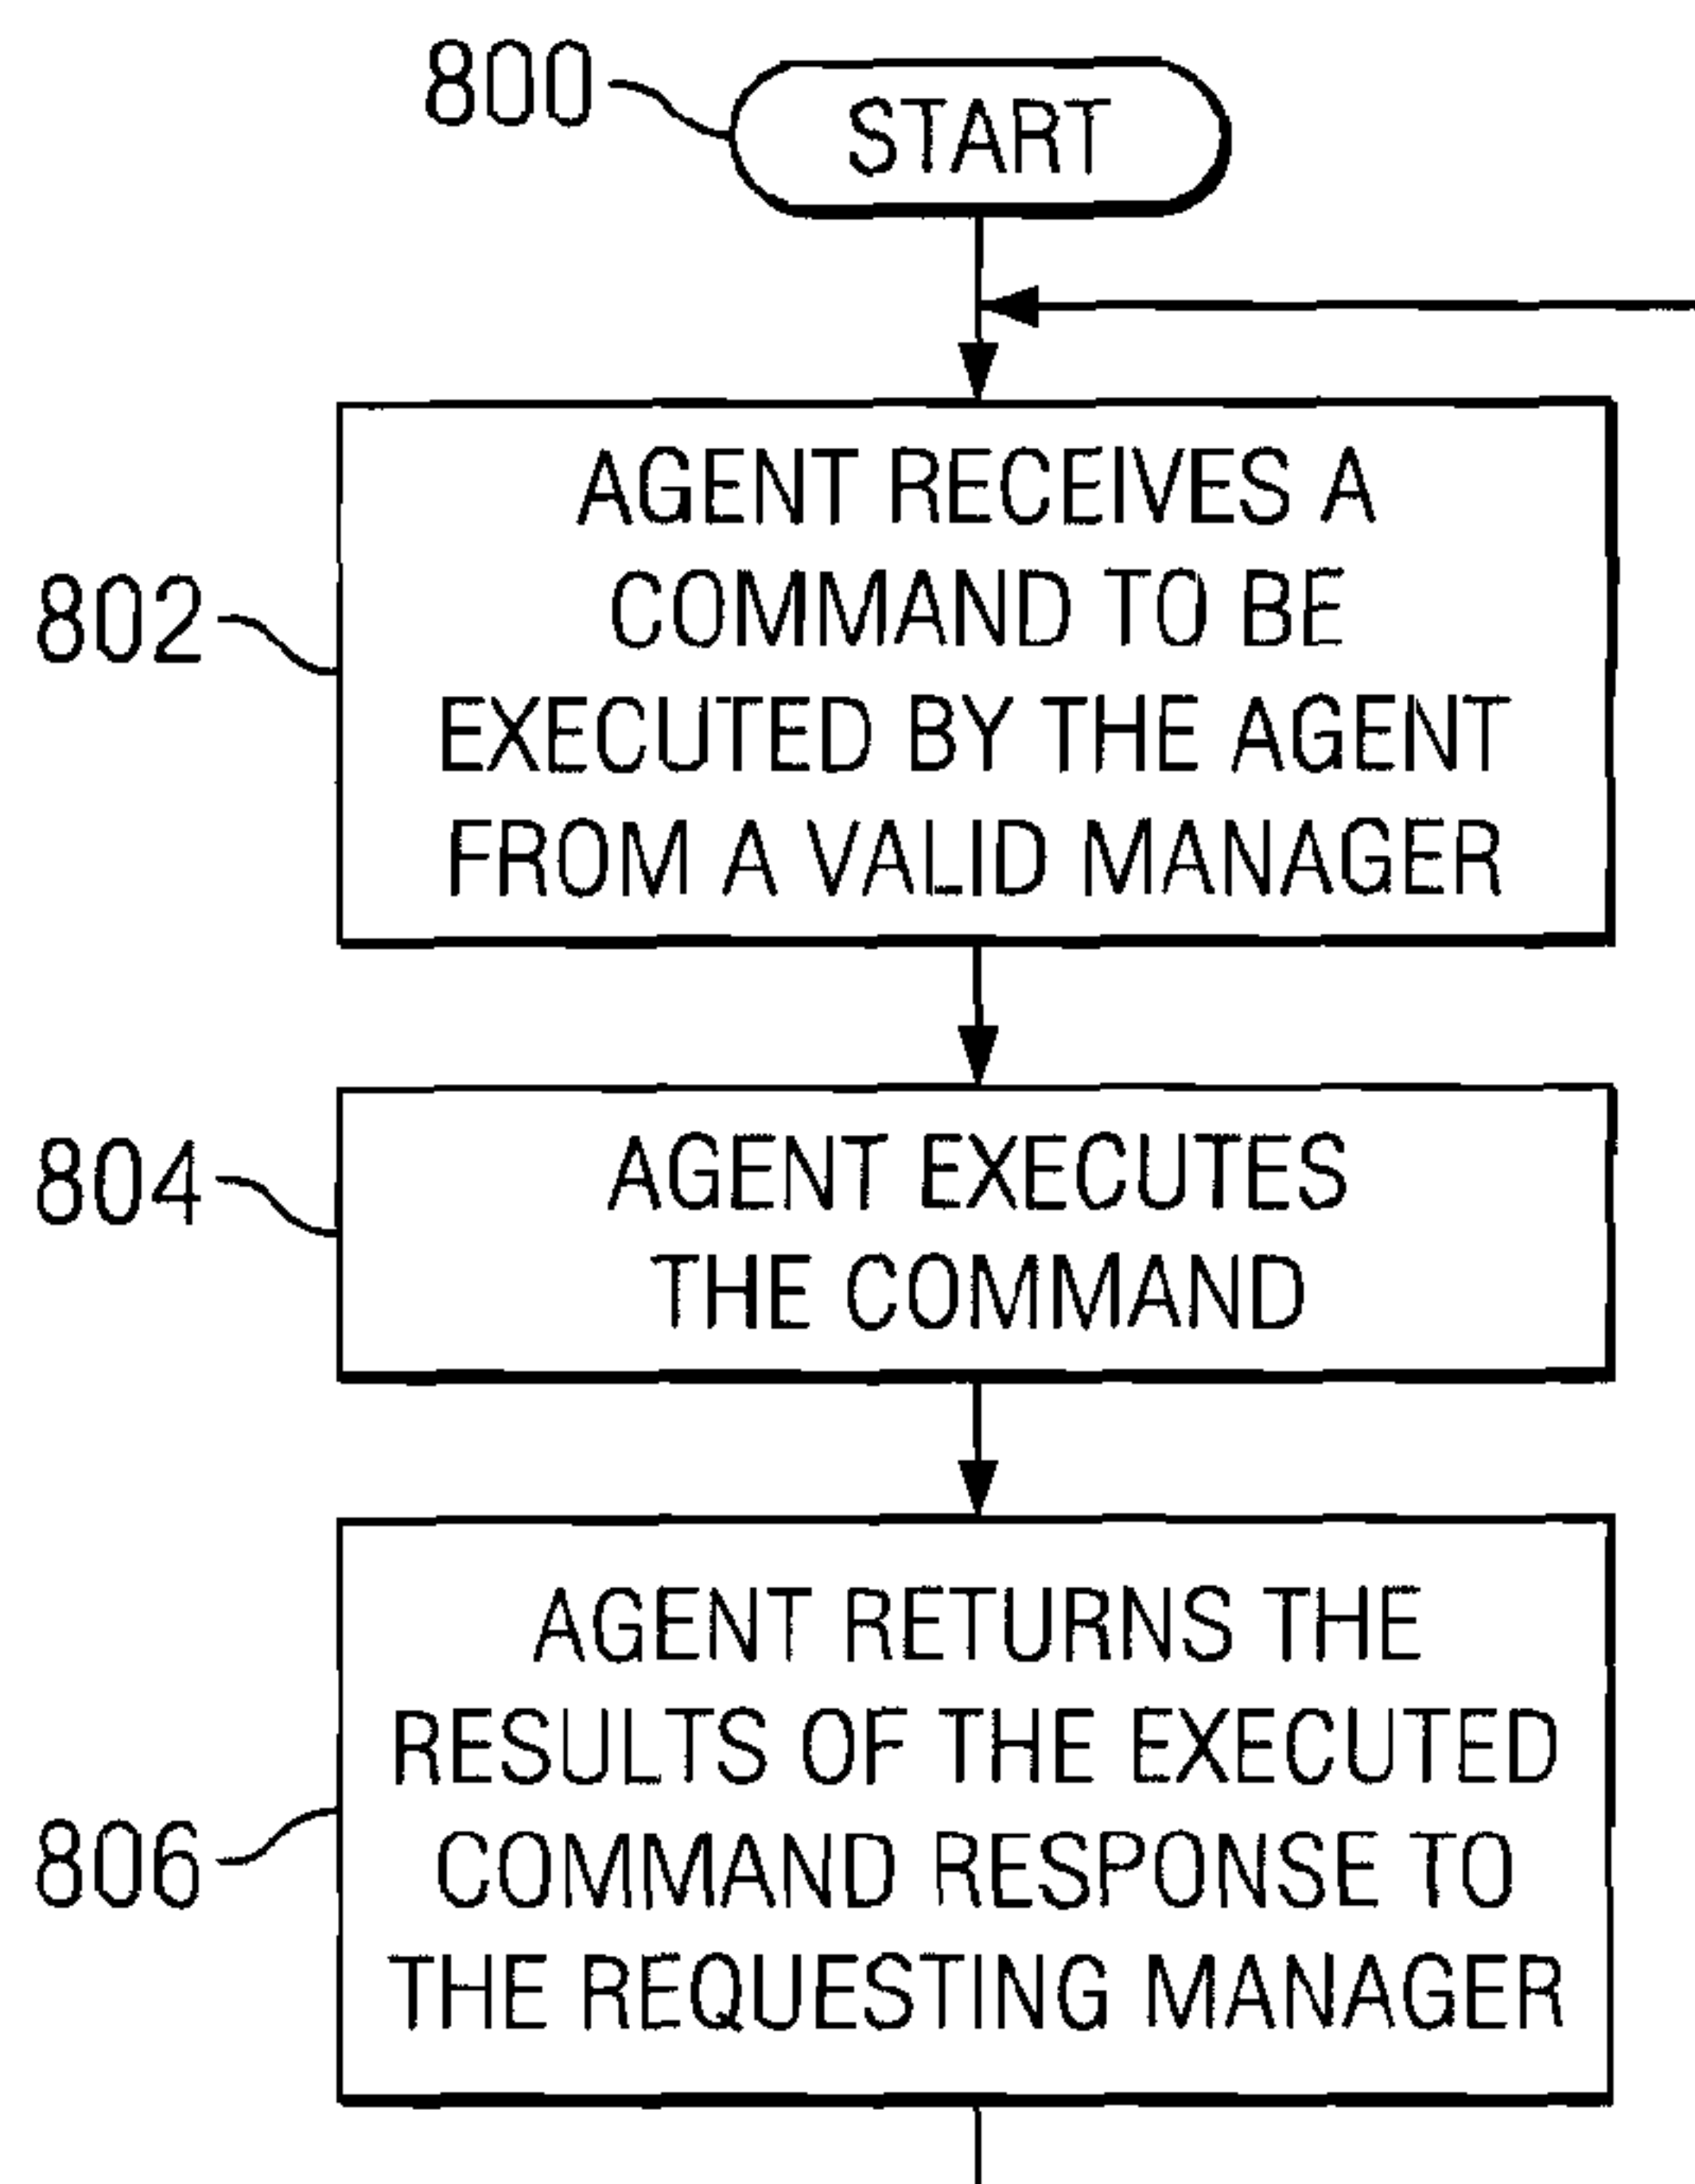 800
START
802
AGENT RECEIVES A
COMMAND TO BE
EXECUTED BY THE AGENT
FROM A VALID MANAGER
804
AGENT EXECUTES
THE COMMAND
806
AGENT RETURNS THE
RESULTS OF THE EXECUTED
COMMAND RESPONSE TO
THE REQUESTING MANAGER